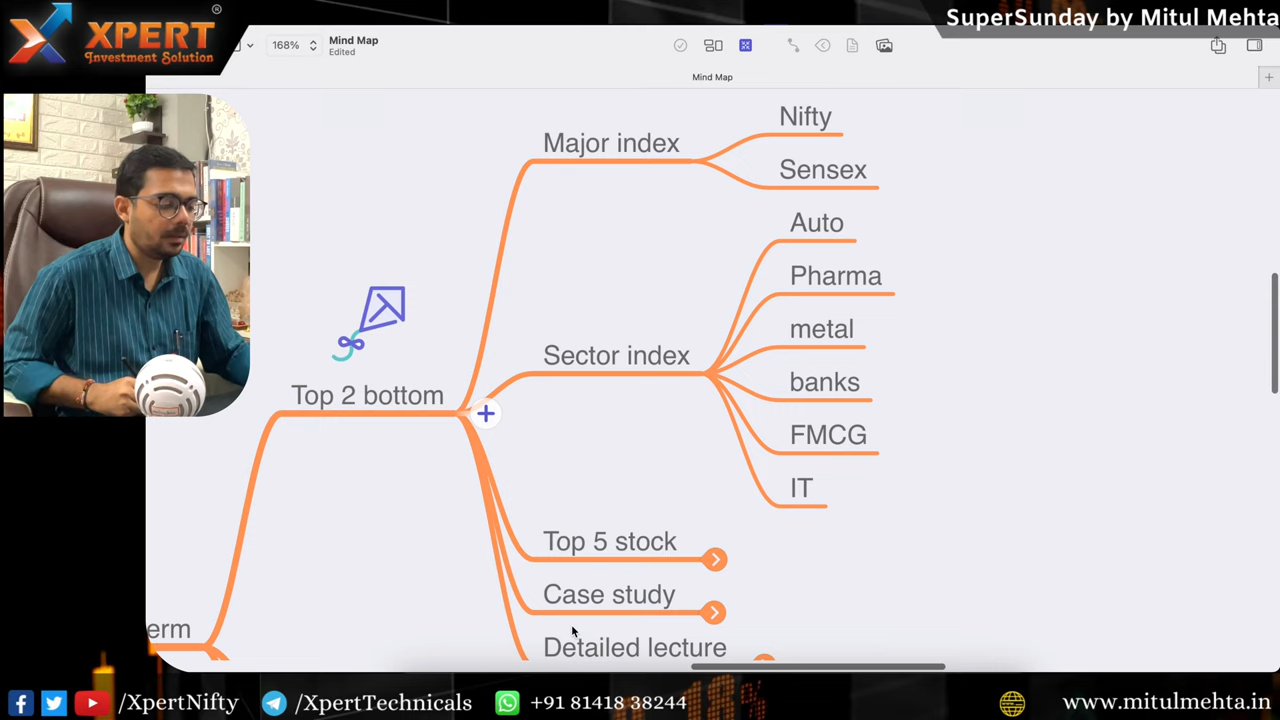 SuperSunday by Mitul Mehta
XPERT
Investment Solution
®
168%
Mind Map
Edited
Mind Map
Nifty
Major index
Sensex
Auto
Pharma
metal
Sector index
banks
Top 2 bottom
FMCG
IT
Top 5 stock
Case study
erm
Detailed lecture
/XpertNifty
/XpertTechnicals
+91 81418 38244
www.mitulmehta.in